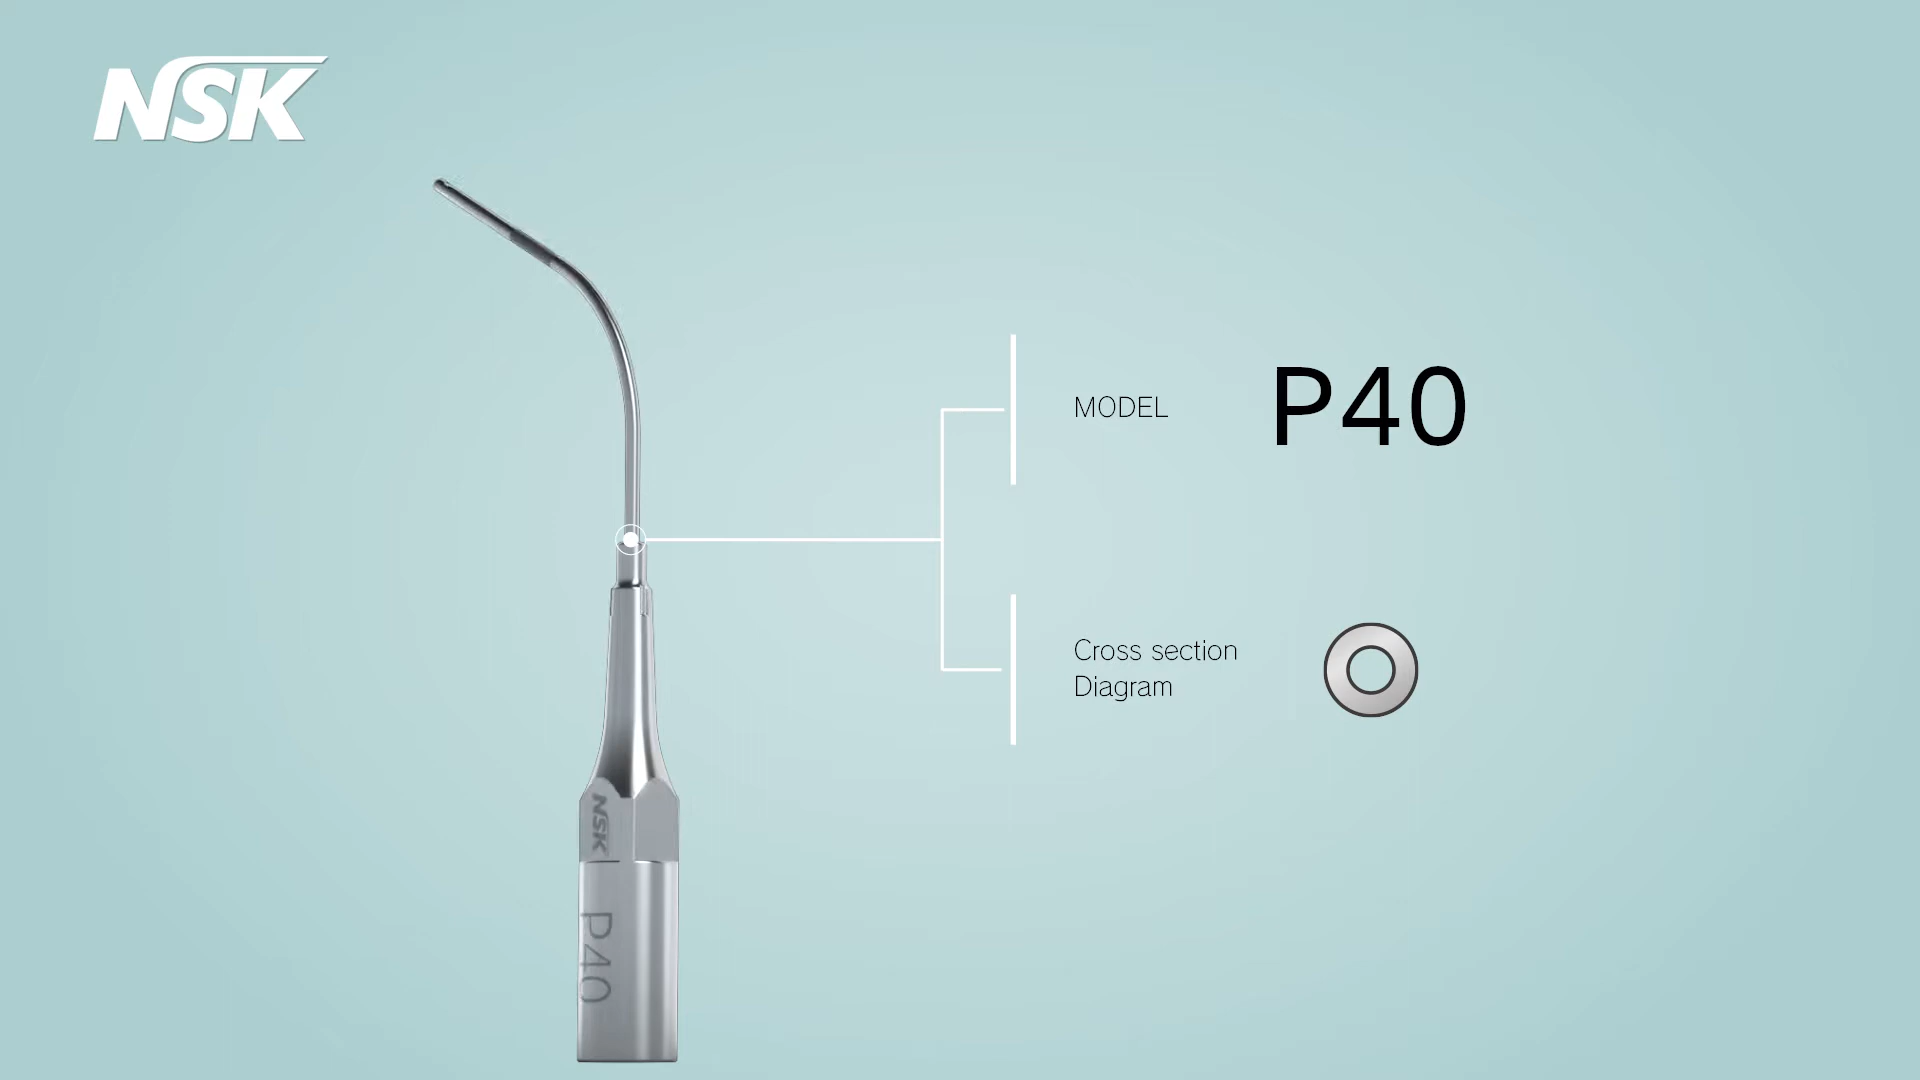 NSK
MODEL
P40
Cross section
Diagram
NSK
P40